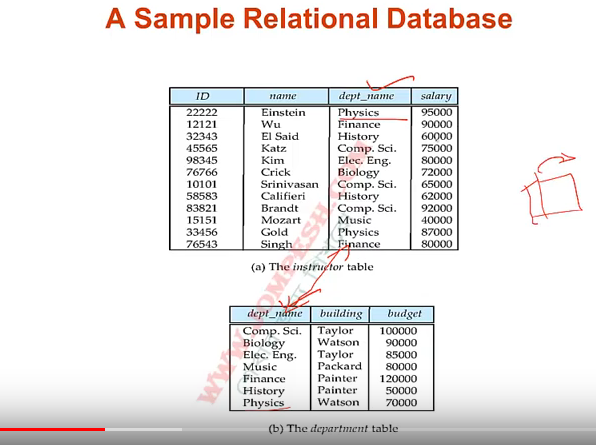 A Sample Relational Database
ID name dept_name salary
22222 Einstein Physics 95000
12121 Wu Finance 90000
32343 El Said History 60000
45565 Katz Comp. Sci. 75000
98345 Kim Elec. Eng. 80000
76766 Crick Biology 72000
10101 Srinivasan Comp. Sci. 65000
58583 Califieri History 62000
83821 Brandt Comp. Sci. 92000
15151 Mozart Music 40000
33456 Gold Physics 87000
76543 Singh Finance 80000
(a) The instructor table
dept_name building budget
Comp. Sci. Taylor 100000
Biology Watson 90000
Elec. Eng. Taylor 85000
Music Packard 80000
Finance Painter 120000
History Painter 50000
Physics Watson 70000
(b) The department table